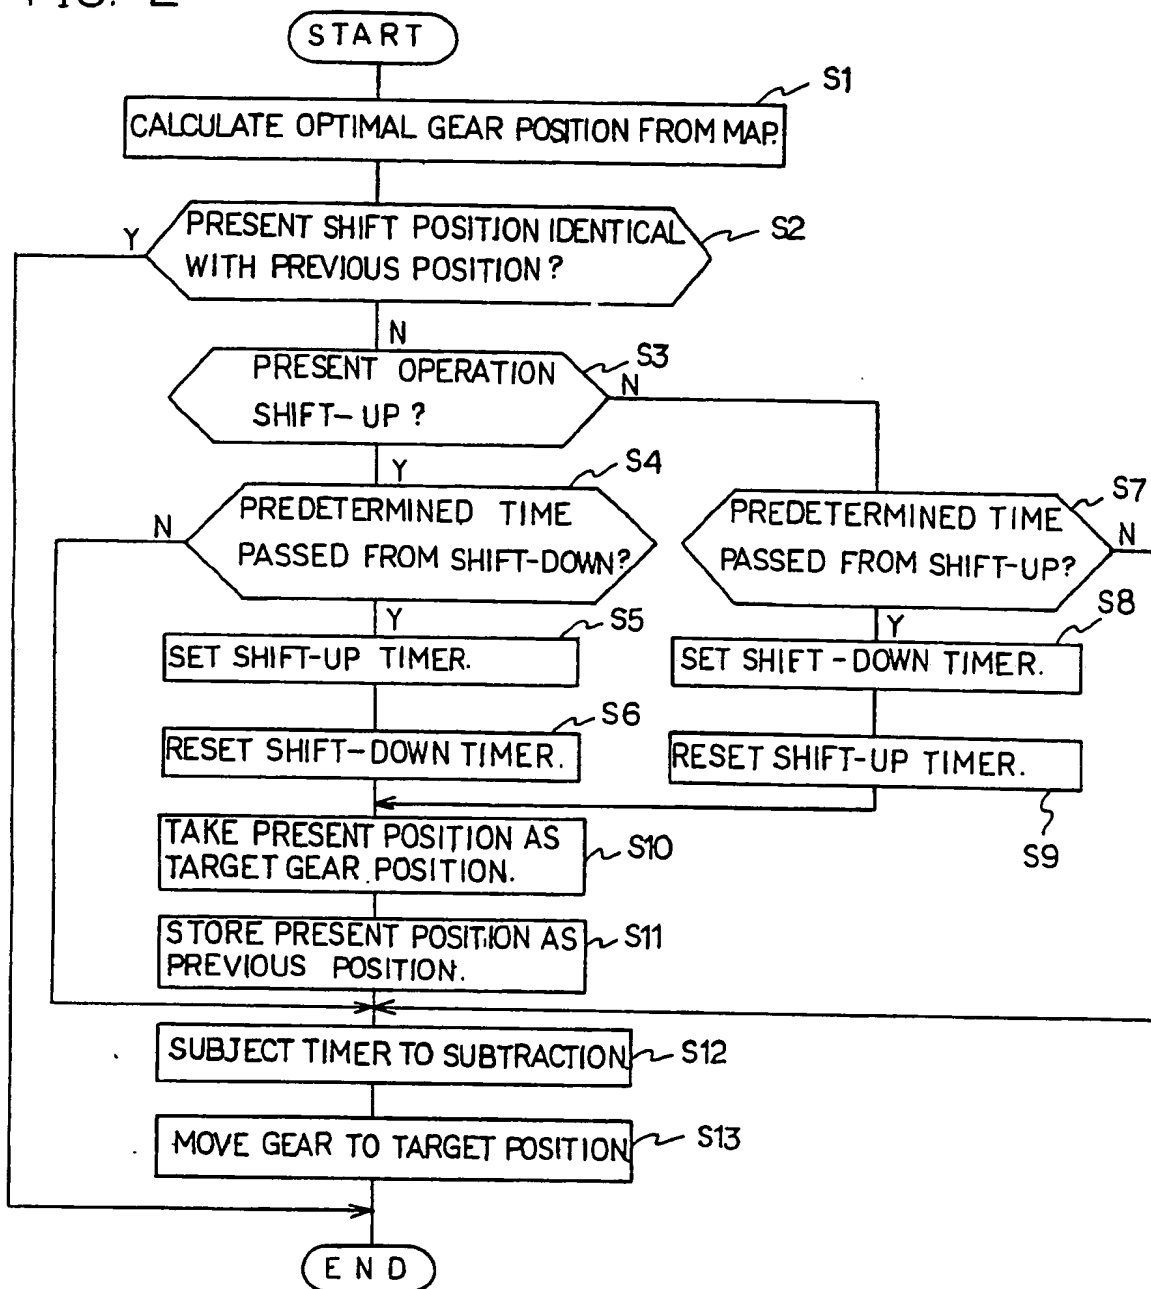 FIG. 2
START
S1
CALCULATE OPTIMAL GEAR POSITION FROM MAP.
Y
PRESENT SHIFT POSITION IDENTICAL
WITH PREVIOUS POSITION?
S2
N
S3
PRESENT OPERATION
SHIFT-UP?
N
Y
S4
N
PREDETERMINED TIME
PASSED FROM SHIFT-DOWN?
S7
PREDETERMINED TIME
PASSED FROM SHIFT-UP?
N
Y
S5
SET SHIFT-UP TIMER.
Y
S8
SET SHIFT-DOWN TIMER.
S6
RESET SHIFT-DOWN TIMER.
RESET SHIFT-UP TIMER.
S9
TAKE PRESENT POSITION AS
TARGET GEAR POSITION.
S10
STORE PRESENT POSITION AS
PREVIOUS POSITION.
S11
SUBJECT TIMER TO SUBTRACTION
S12
MOVE GEAR TO TARGET POSITION
S13
END